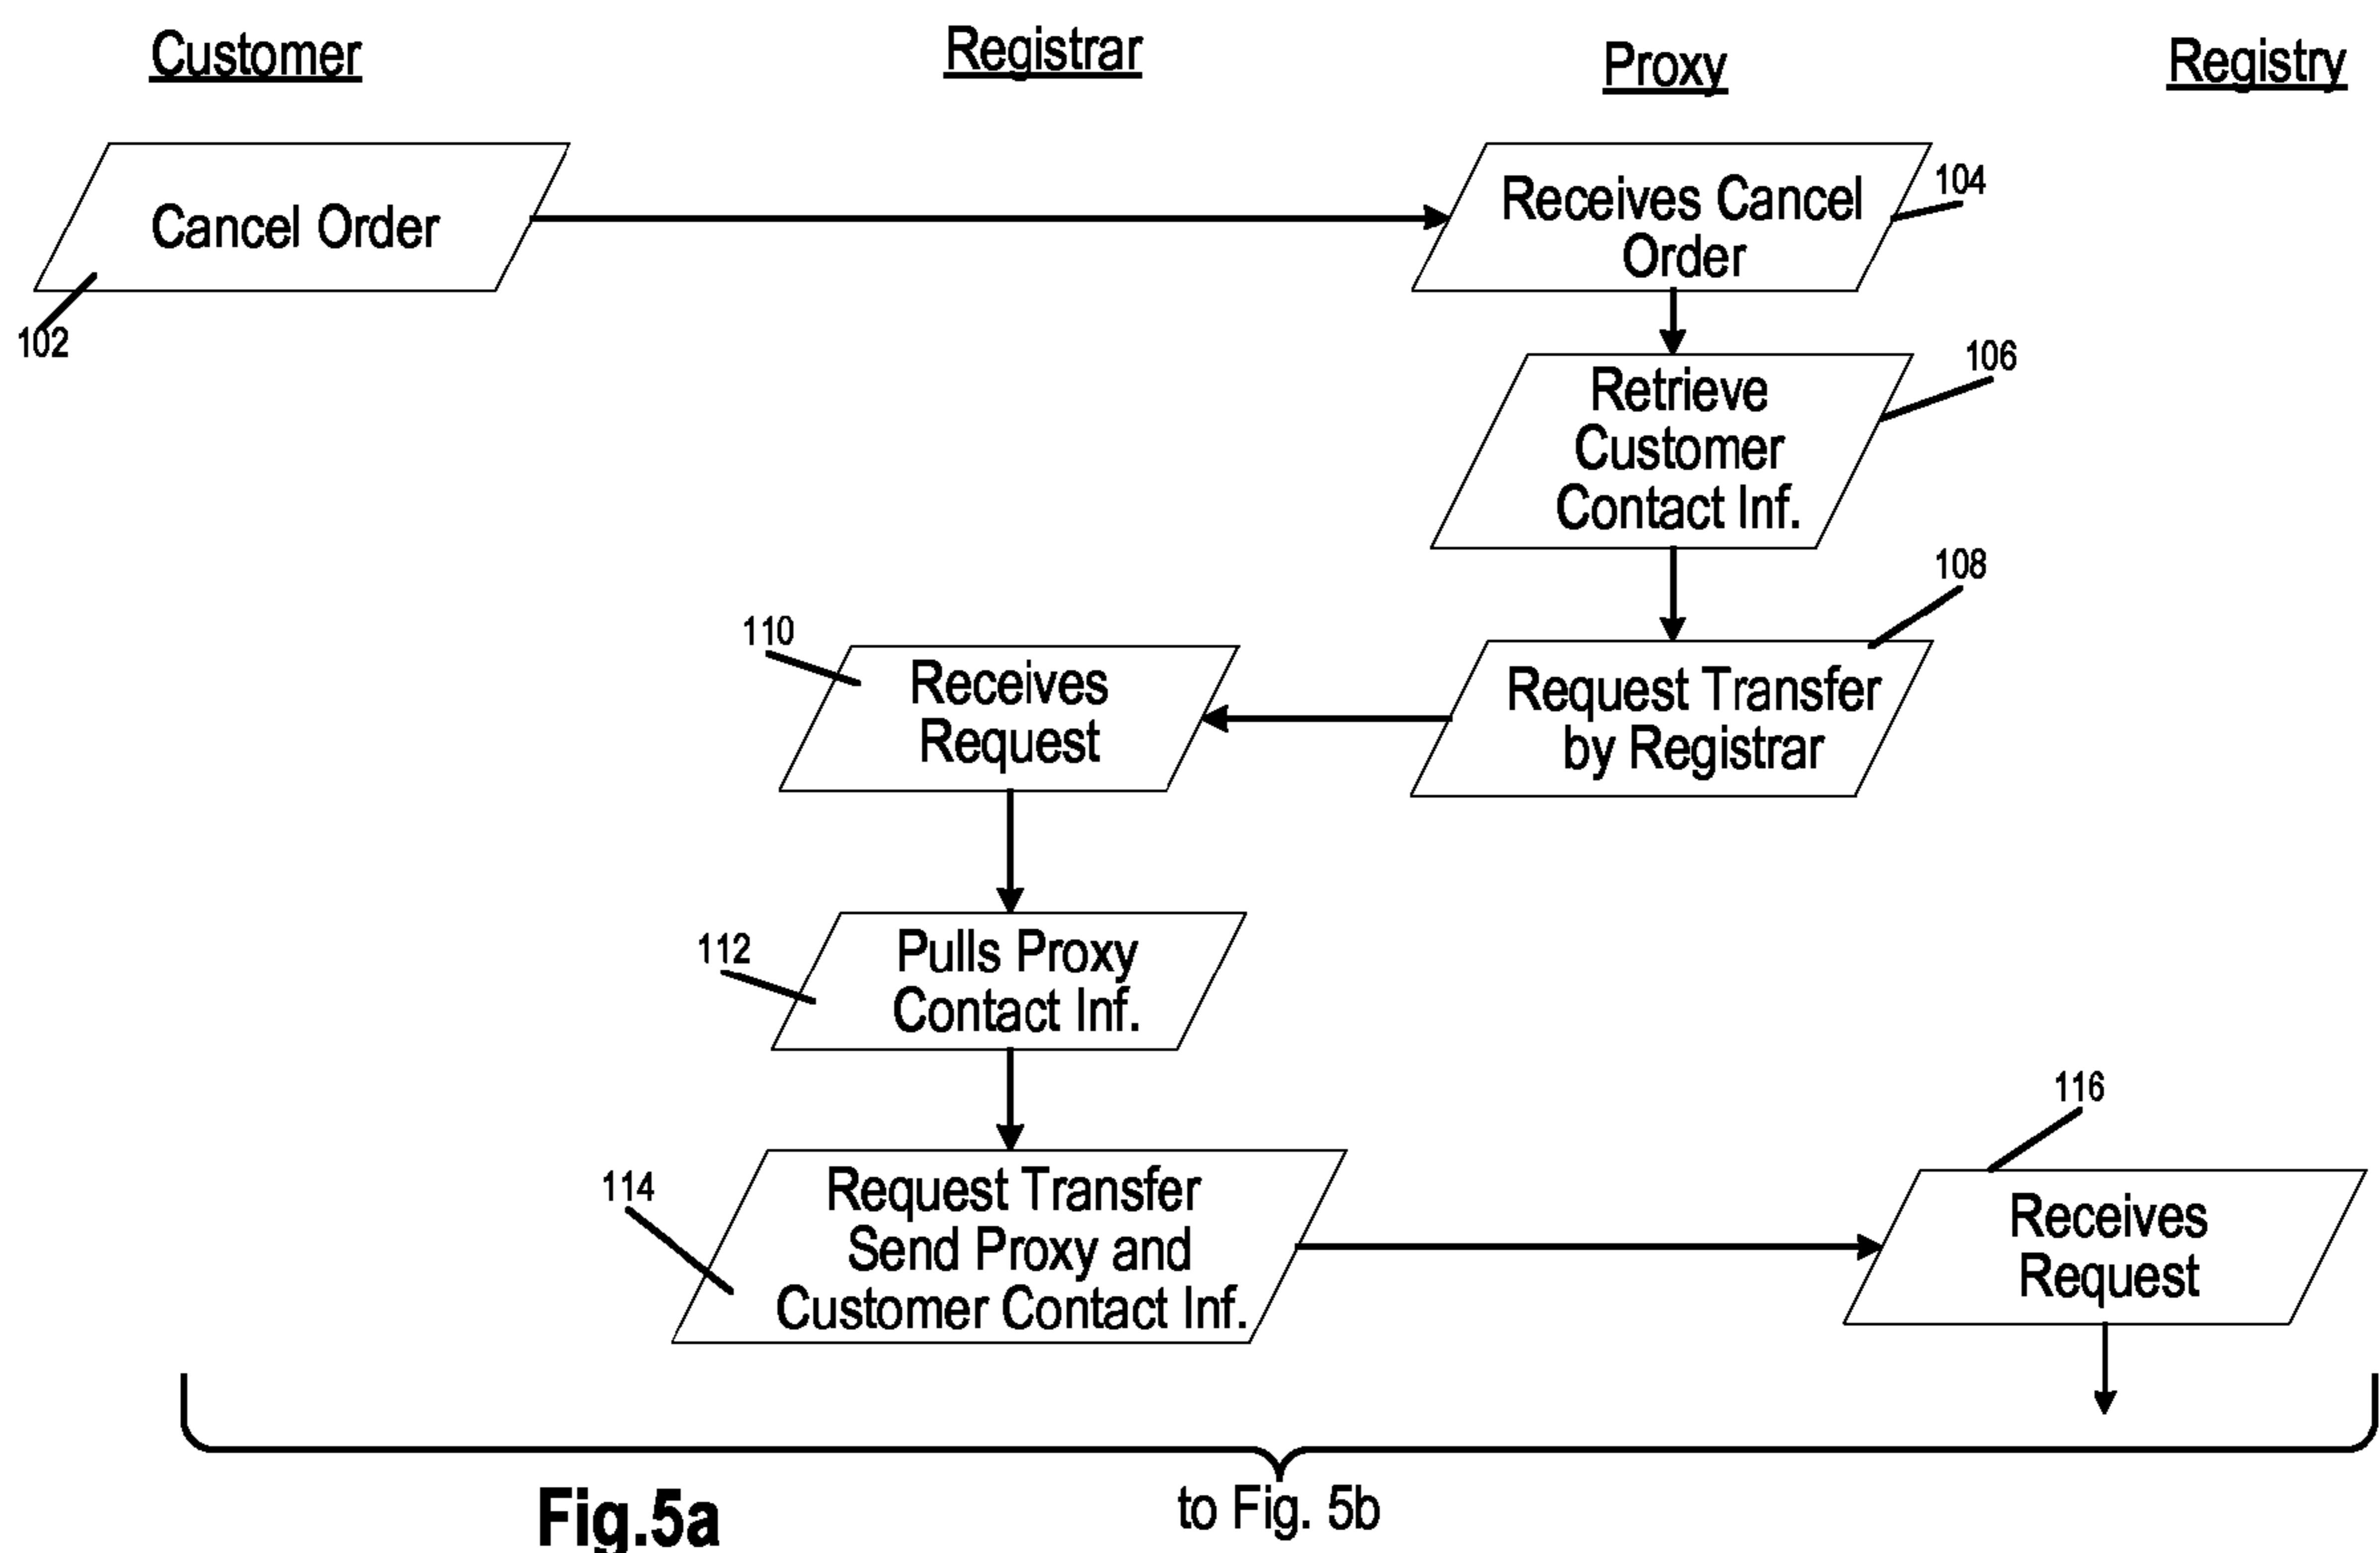 Customer
Registrar
Proxy
Registry
Cancel Order
102
Receives Cancel
Order
104
Retrieve
Customer
Contact Inf.
106
Request Transfer
by Registrar
108
110
Receives
Request
112
Pulls Proxy
Contact Inf.
114
Request Transfer
Send Proxy and
Customer Contact Inf.
116
Receives
Request
Fig.5a
to Fig. 5b